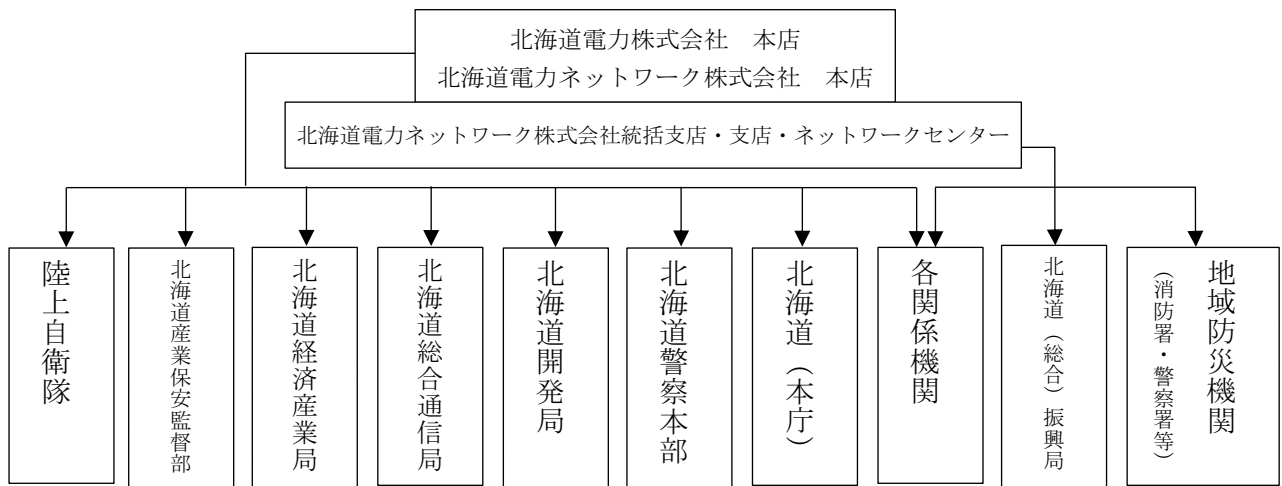 北海道電力株式会社　本店
北海道電力ネットワーク株式会社　本店
北海道電力ネットワーク株式会社統括支店・支店・ネットワークセンター
陸上自衛隊
北海道産業保安監督部
北海道経済産業局
北海道総合通信局
北海道開発局
北海道警察本部
北海道（本庁）
各関係機関
北海道（総合）振興局
地域防災機関
（消防署・警察署等）